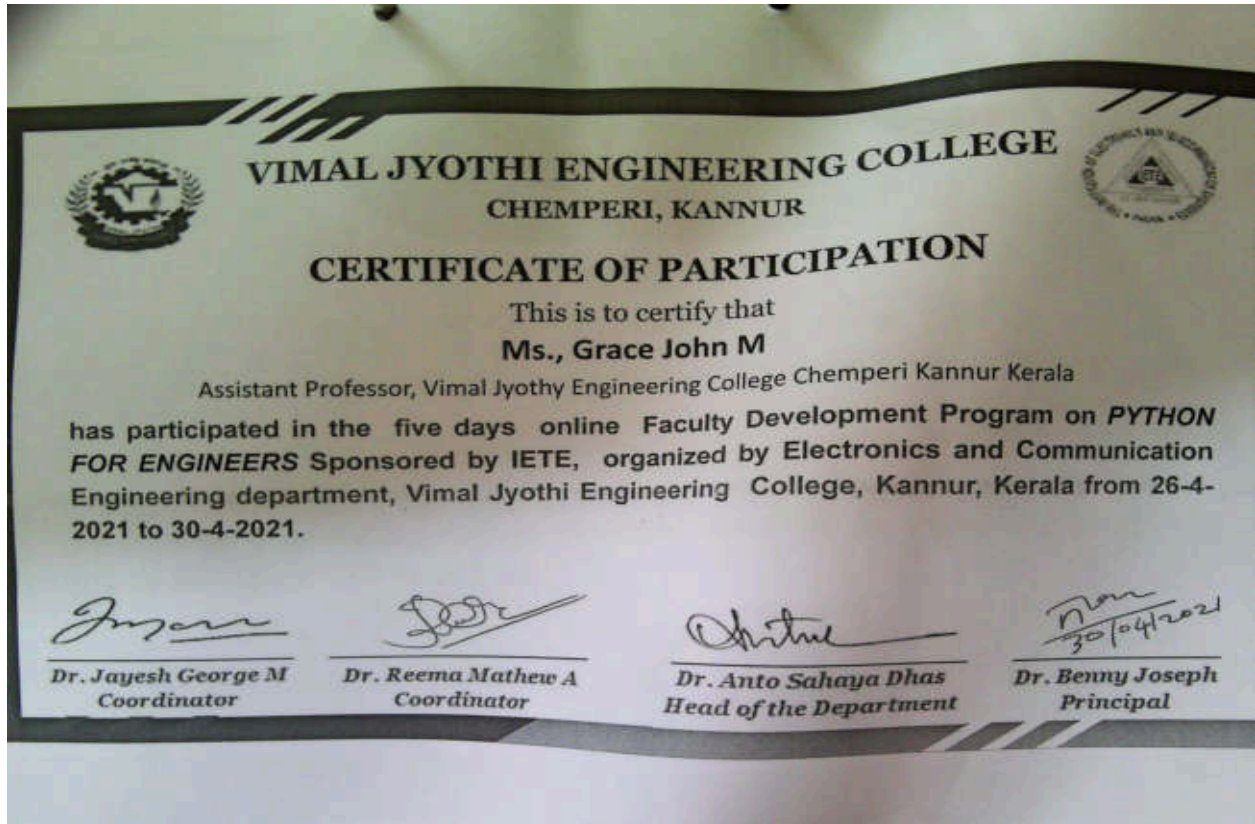 VIMAL JYOTHI ENGINEERING COLLEGE
CHEMPERI, KANNUR
CERTIFICATE OF PARTICIPATION
This is to certify that
Ms., Grace John M
Assistant Professor, Vimal Jyothy Engineering College Chemperi Kannur Kerala
has participated in the five days online Faculty Development Program on PYTHON
FOR ENGINEERS Sponsored by IETE, organized by Electronics and Communication
Engineering department, Vimal Jyothi Engineering College, Kannur, Kerala from 26-4-
2021 to 30-4-2021.
30/04/2021
Dr. Jayesh George M Dr. Reema Mathew A Dr. Anto Sahaya Dhas Dr. Benny Joseph
Coordinator Coordinator Head of the Department Principal